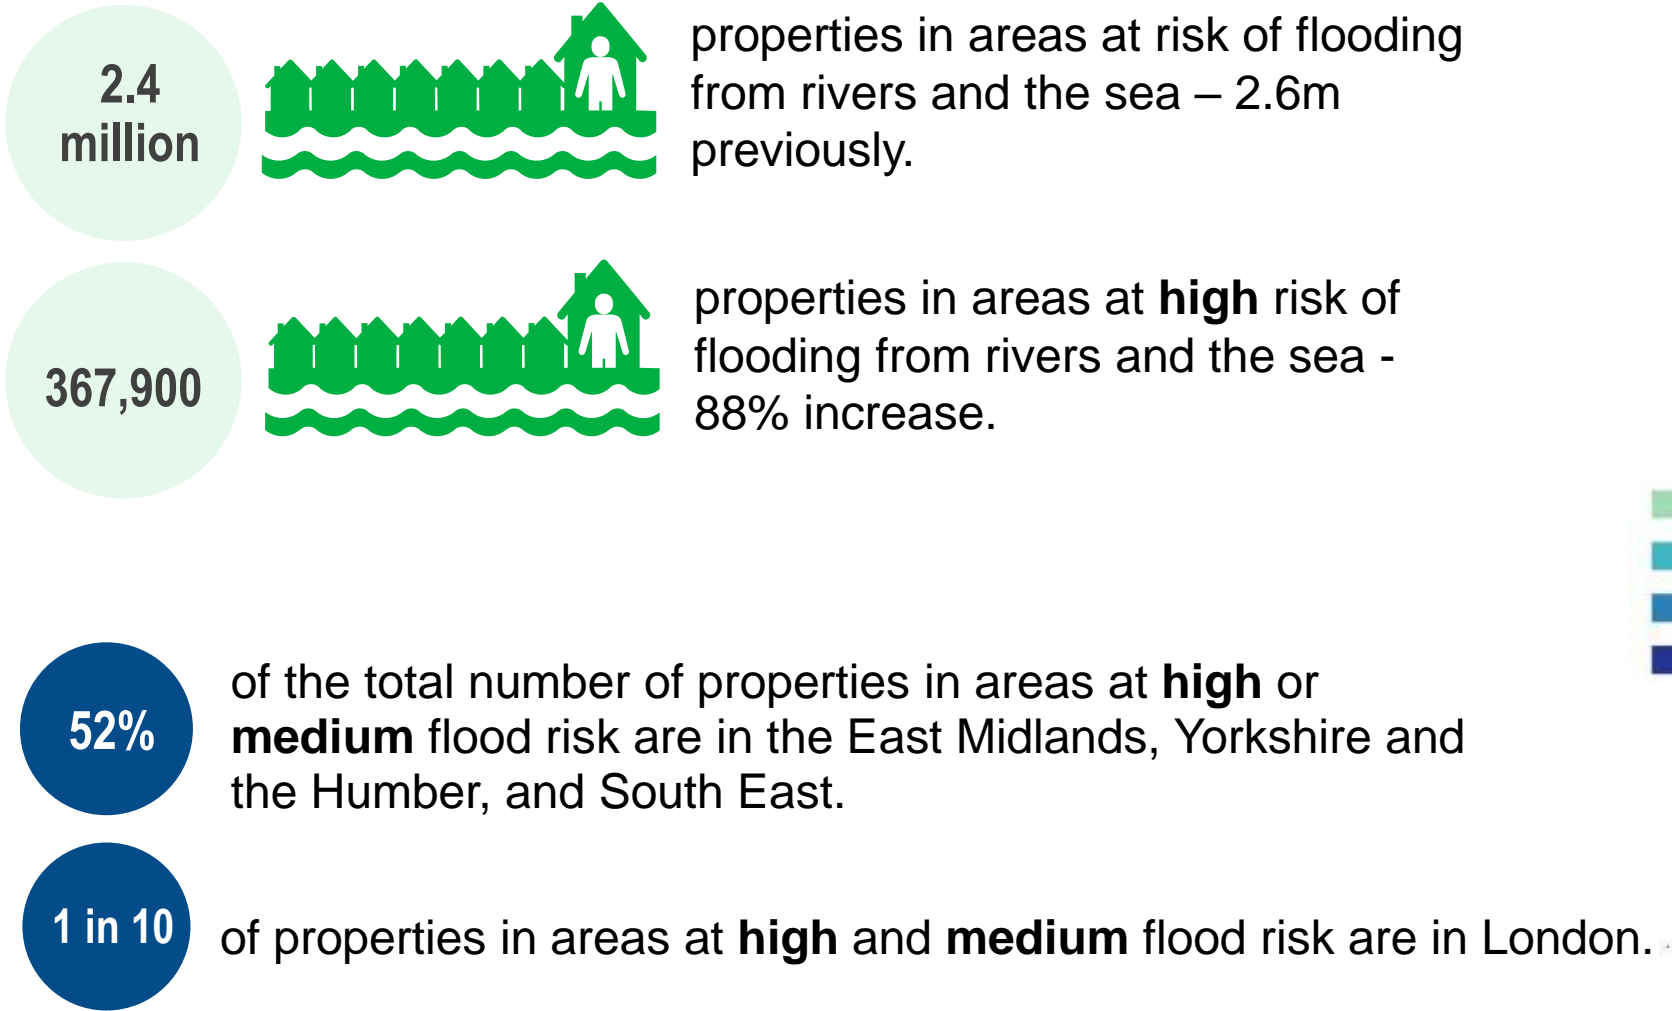 2.4
million
properties in areas at risk of flooding
from rivers and the sea – 2.6m
previously.
367,900
properties in areas at high risk of
flooding from rivers and the sea -
88% increase.
52%
of the total number of properties in areas at high or
medium flood risk are in the East Midlands, Yorkshire and
the Humber, and South East.
1 in 10
of properties in areas at high and medium flood risk are in London.